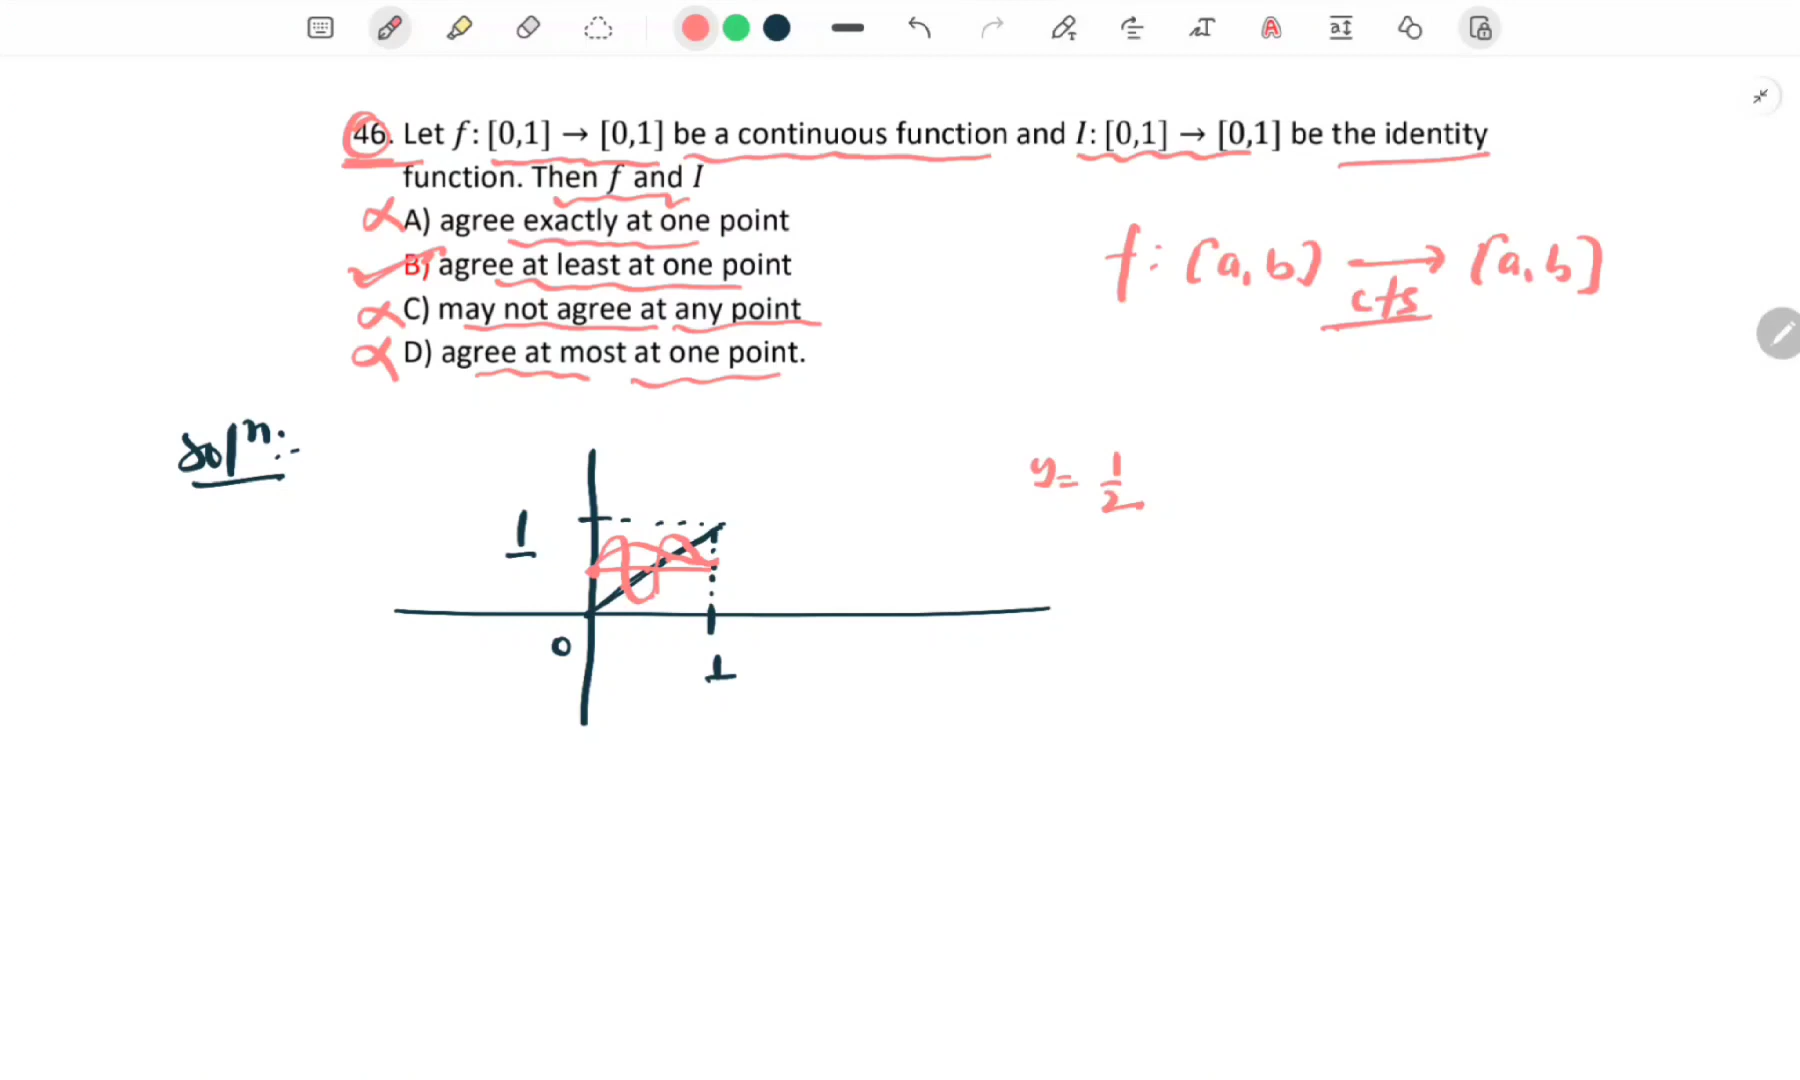 46. Let f: [0,1] → [0,1] be a continuous function and I: [0,1] → [0,1] be the identity
function. Then f and I
A) agree exactly at one point
B) agree at least at one point
C) may not agree at any point
D) agree at most at one point.
f: [a,b] → [a,b]
cts
Solⁿ:-
y = 1/2
1
0
1